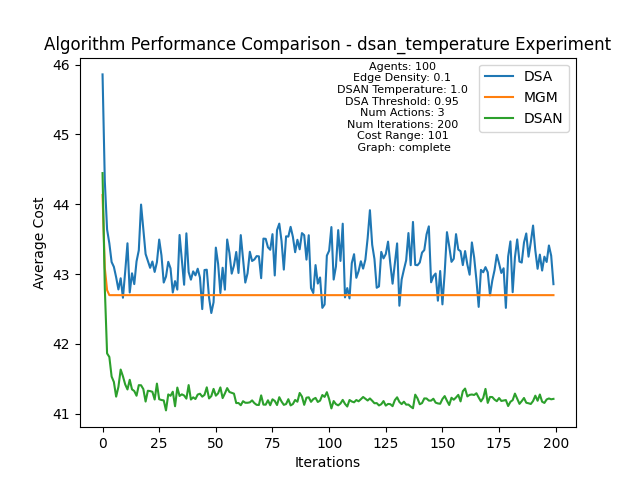 Algorithm Performance Comparison - dsan_temperature Experiment
Agents: 100
Edge Density: 0.1
DSAN Temperature: 1.0
DSA Threshold: 0.95
Num Actions: 3
Num Iterations: 200
Cost Range: 101
Graph: complete
DSA
MGM
DSAN
Average Cost
46
45
44
43
42
41
0 25 50 75 100 125 150 175 200
Iterations